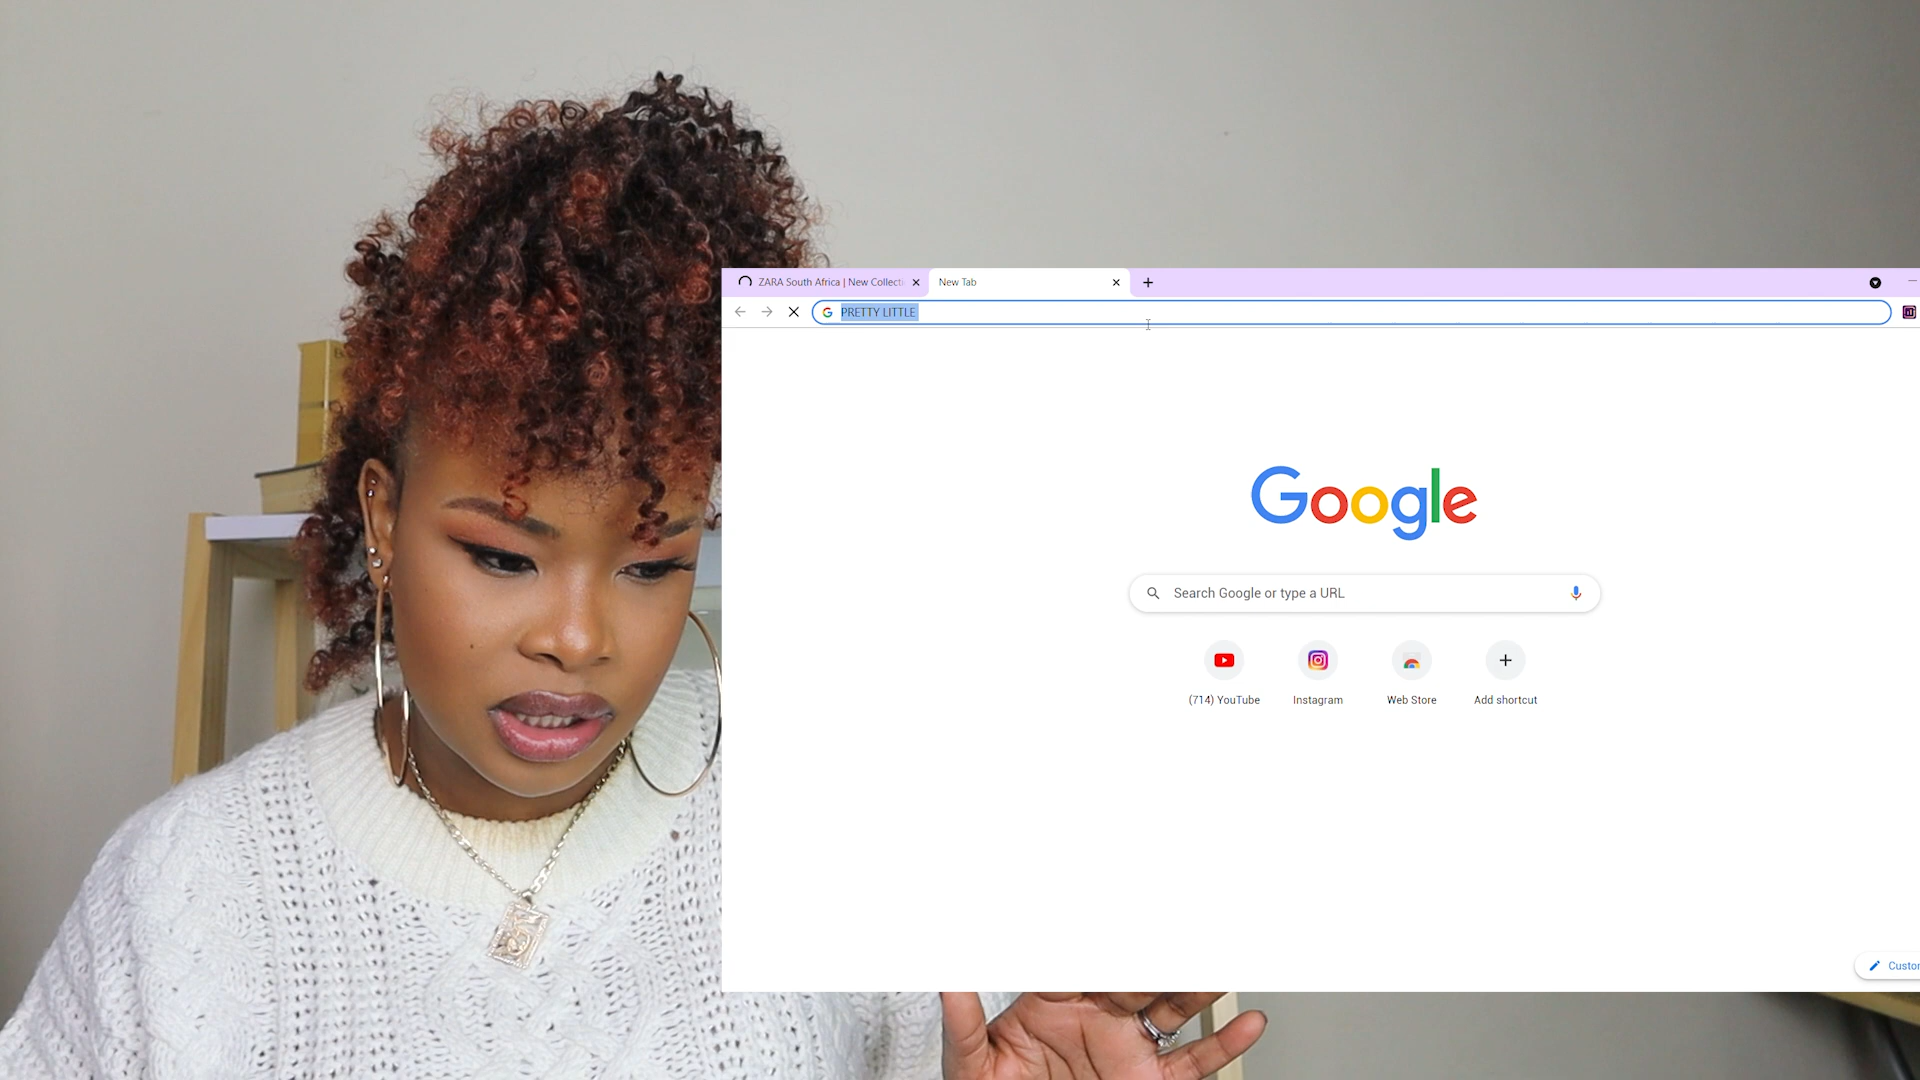 ZARA South Africa | New Collecti
New Tab
PRETTY LITTLE
Google
Search Google or type a URL
(714) YouTube
Instagram
Web Store
Add shortcut
Custom